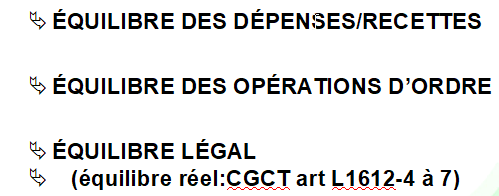 ÉQUILIBRE DES DÉPENSES/RECETTES
ÉQUILIBRE DES OPÉRATIONS D’ORDRE
ÉQUILIBRE LÉGAL
(équilibre réel:CGCT art L1612-4 à 7)